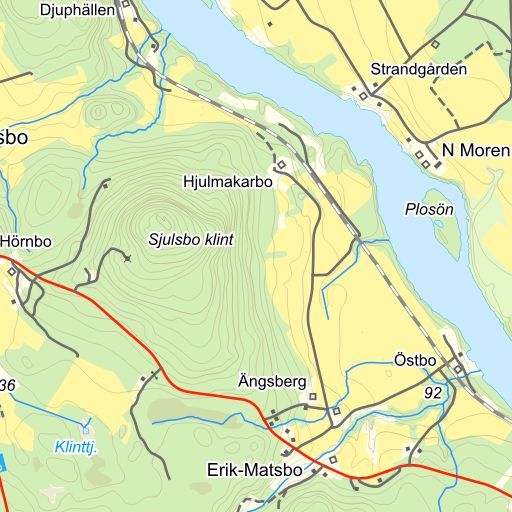 Djuphällen
Strandgården
sbo
N Moren
Hjulmakarbo
Plosön
Hörnbo
Sjulsbo klint
Östbo
36
Ängsberg
92
Klinttj.
Erik-Matsbo